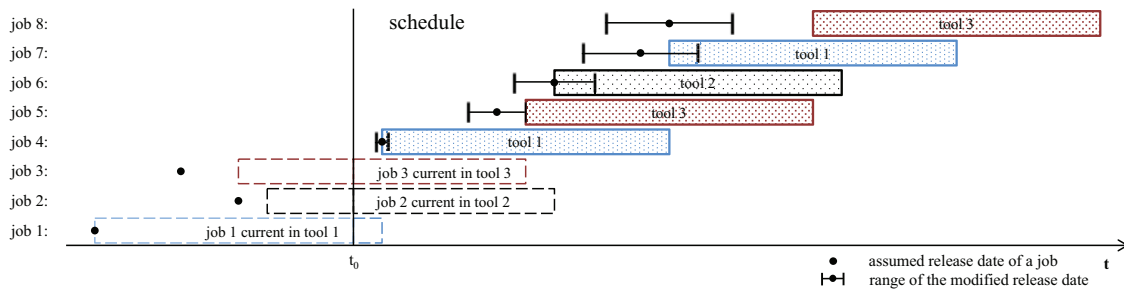 schedule
job 8: tool 3
job 7: tool 1
job 6: tool 2
job 5: tool 3
job 4: tool 1
job 3: job 3 current in tool 3
job 2: job 2 current in tool 2
job 1: job 1 current in tool 1
t0 t
assumed release date of a job
range of the modified release date